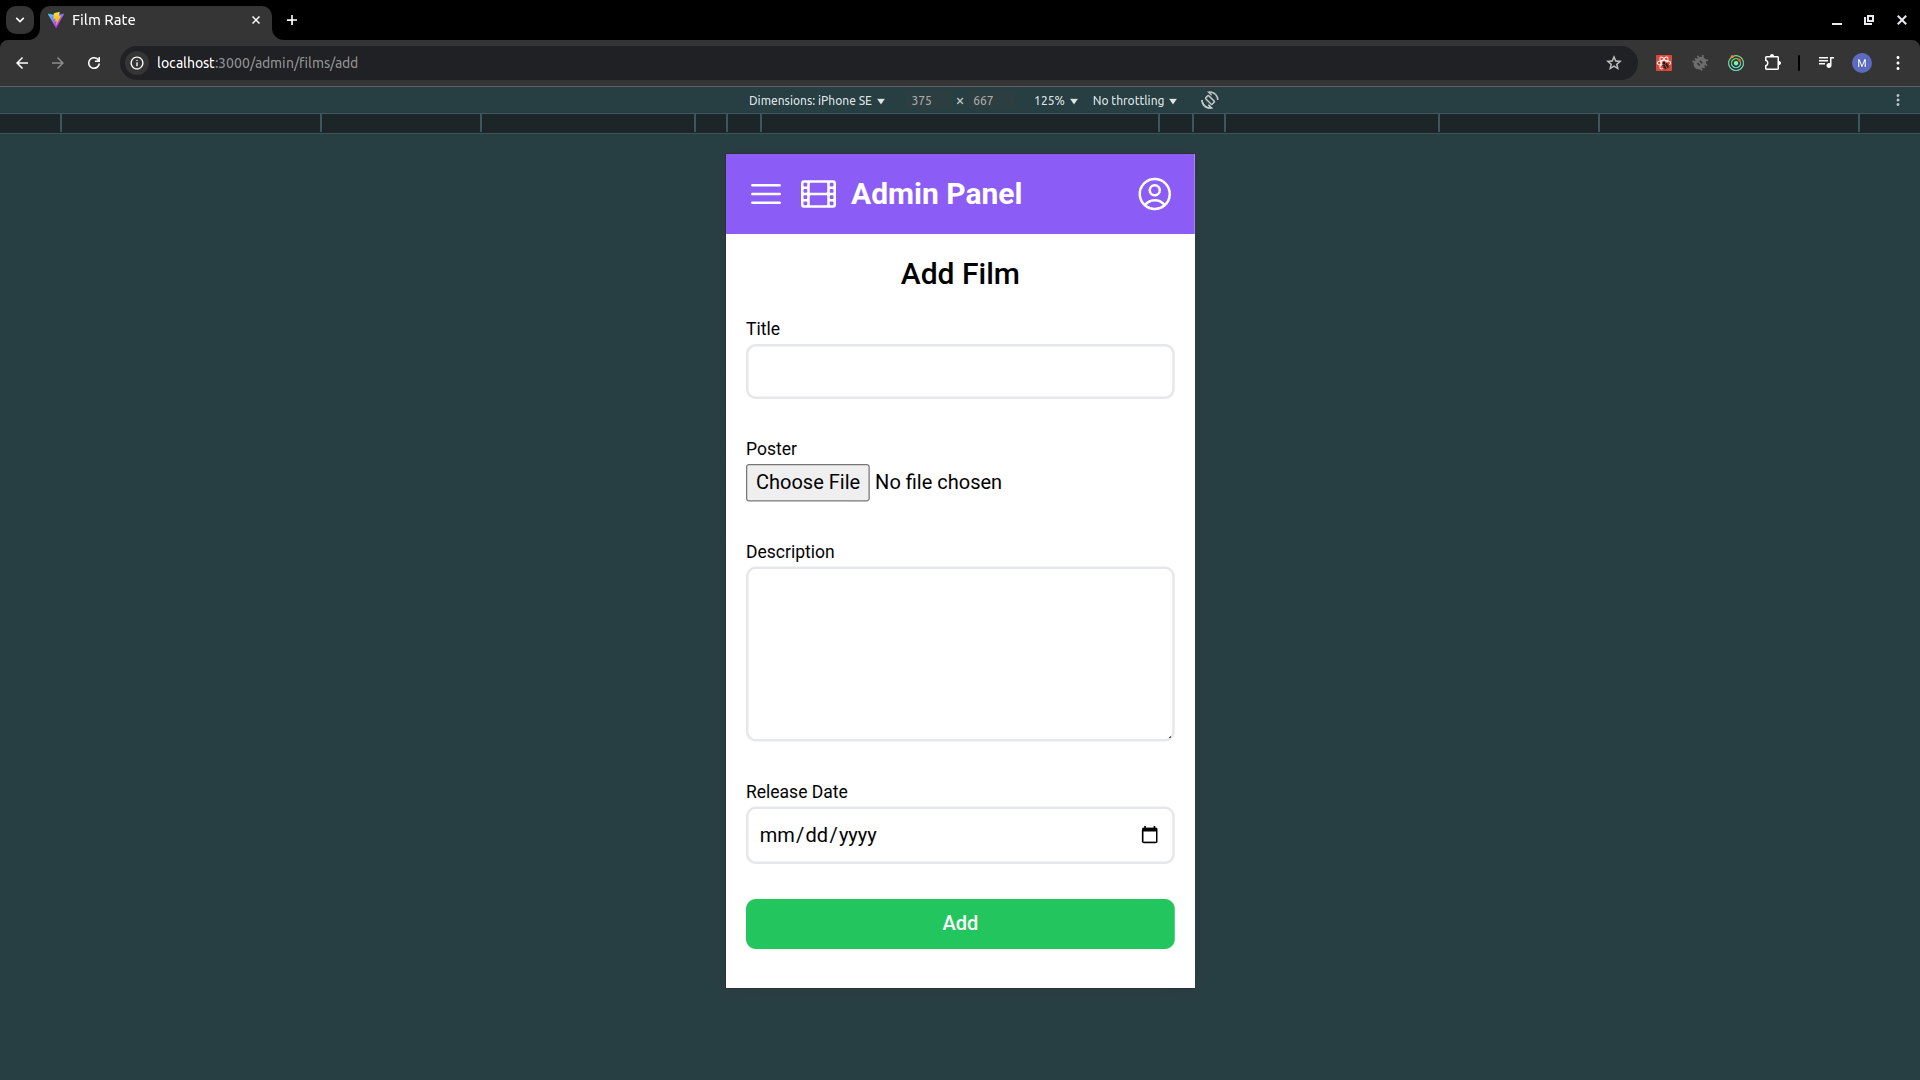 Film Rate
localhost:3000/admin/films/add
Dimensions: iPhone SE 375 × 667 125% No throttling
M
Admin Panel
Add Film
Title
Poster
Choose File No file chosen
Description
Release Date
mm/dd/yyyy
Add